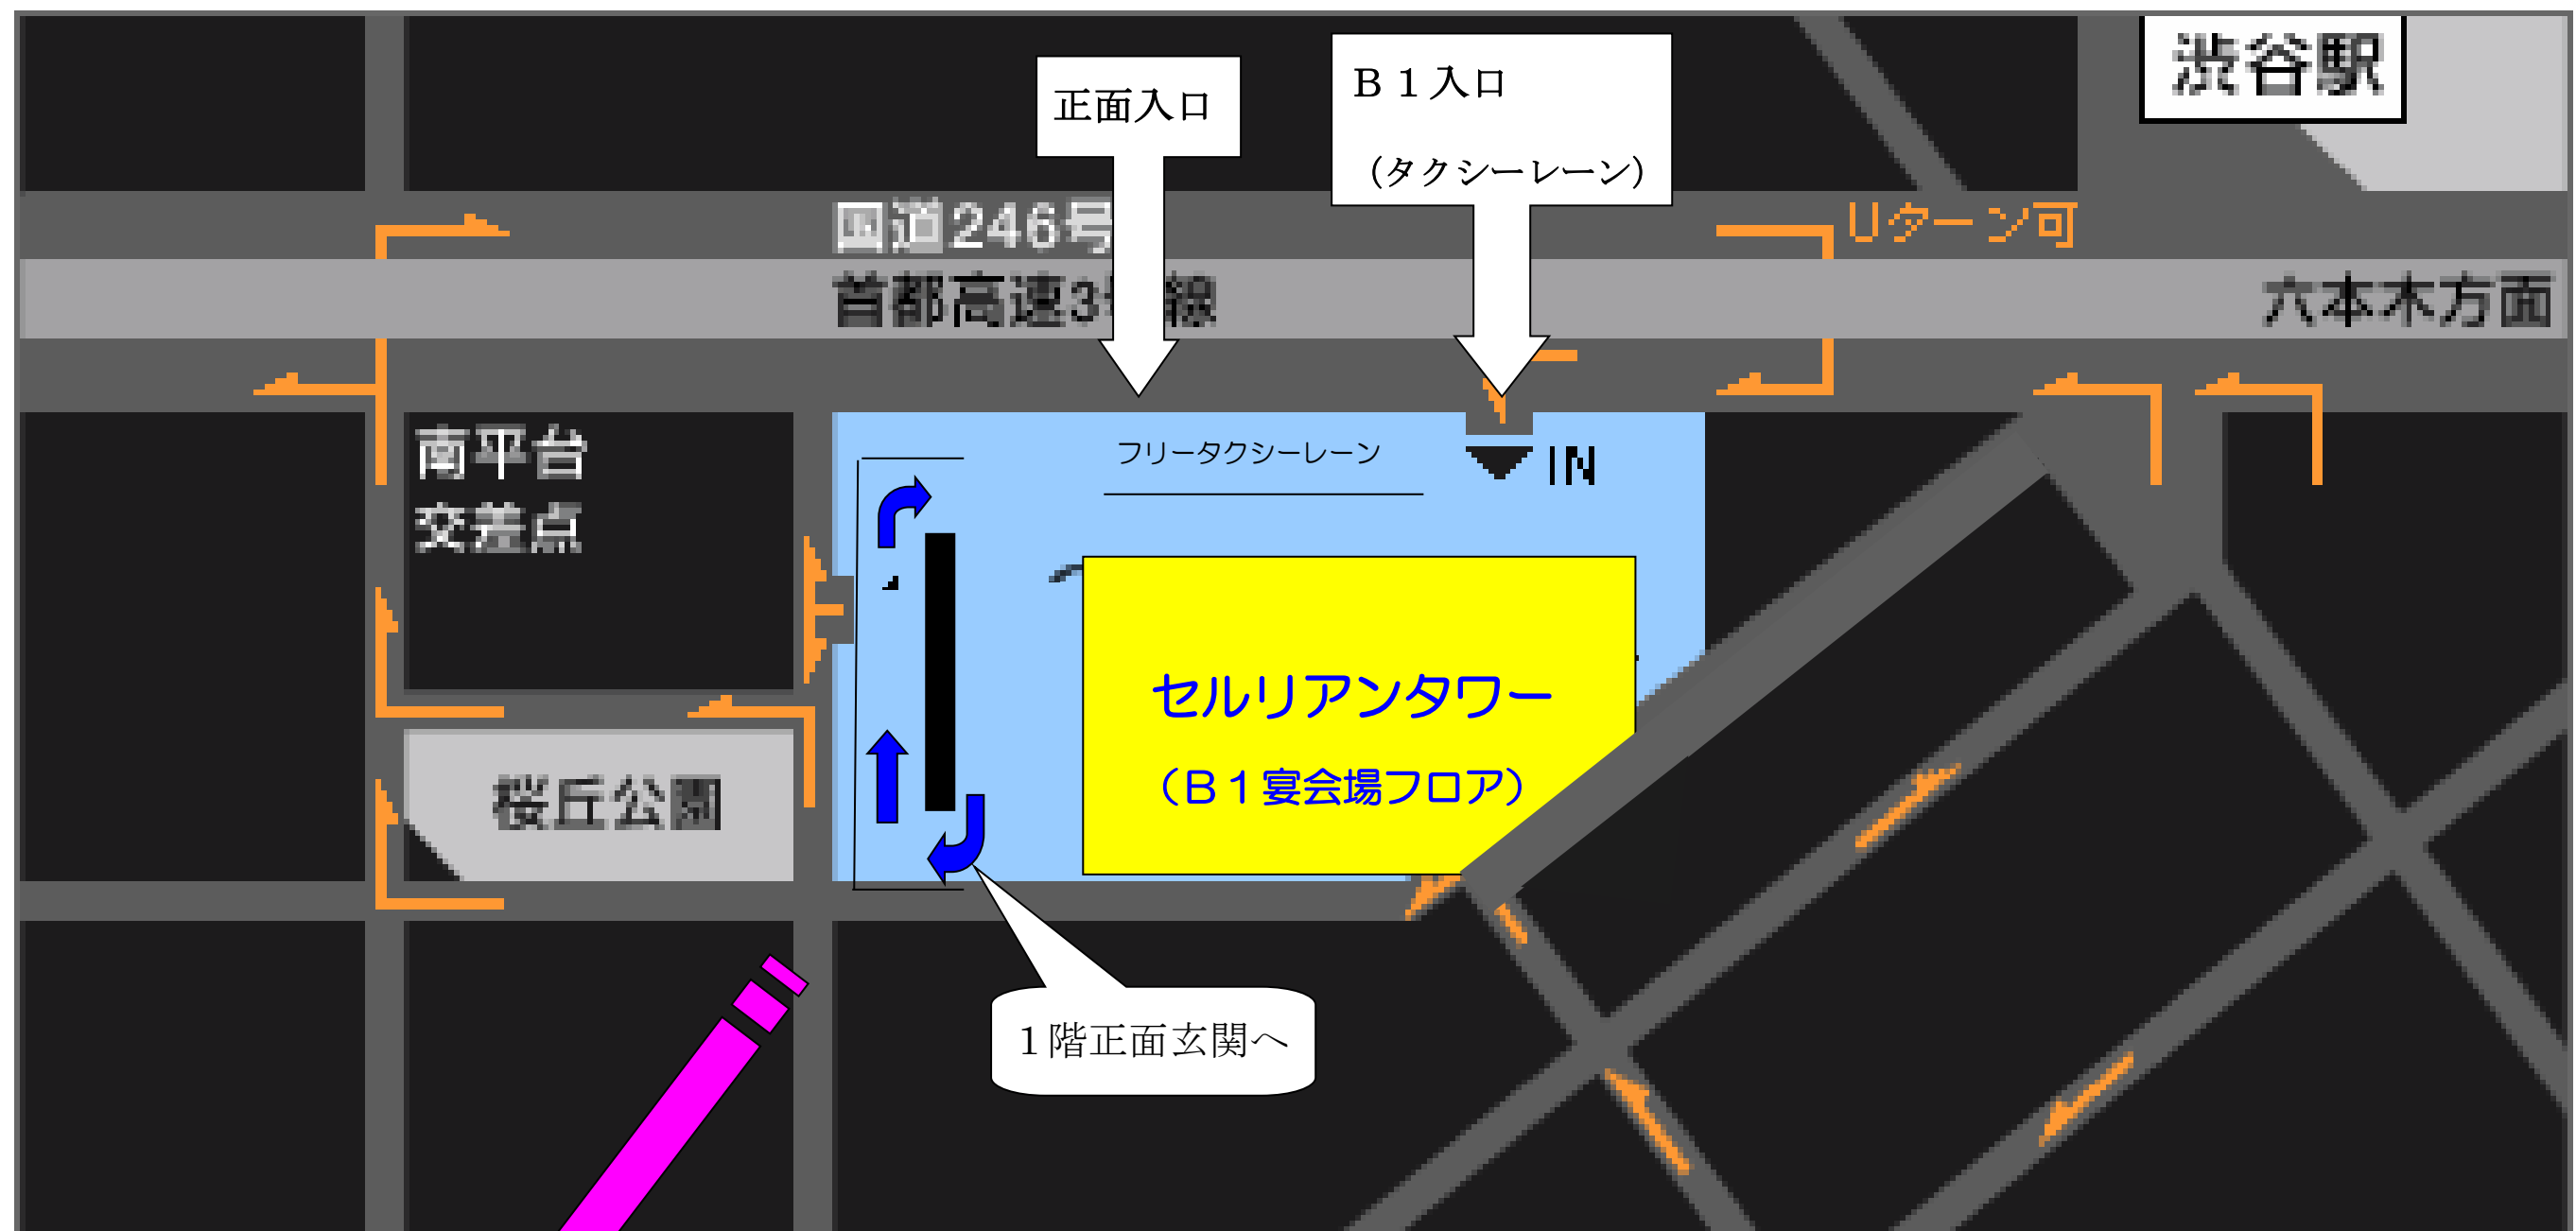 渋谷駅
正面入口
Ｂ１入口
（タクシーレーン）
国道246号
Uターン可
首都高速3号線
六本木方面
南平台
交差点
フリータクシーレーン
IN
セルリアンタワー
（Ｂ１宴会場フロア）
桜丘公園
１階正面玄関へ